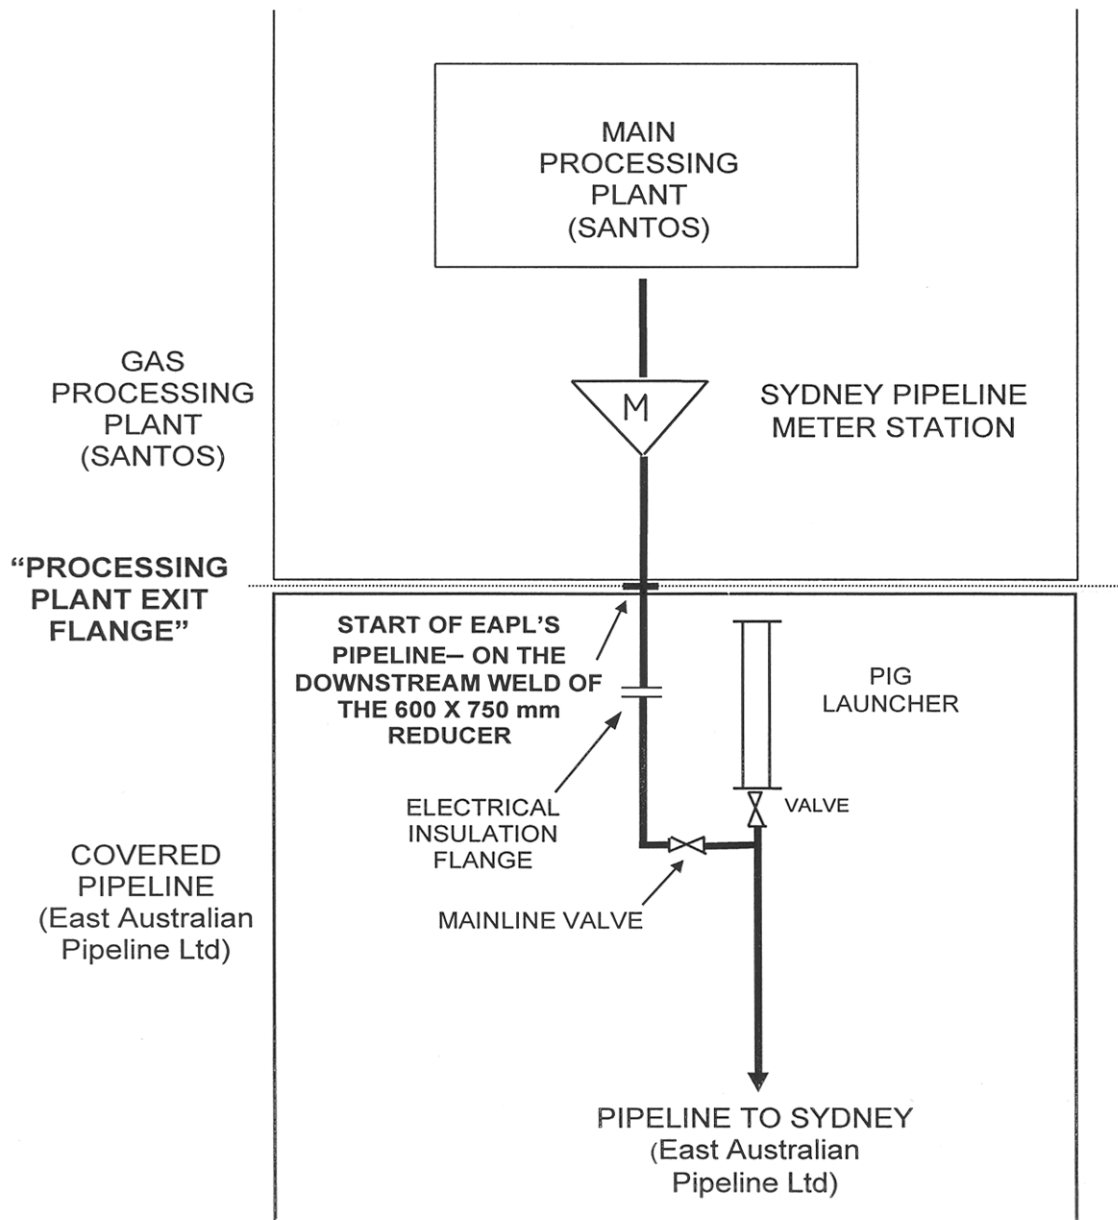 MAIN
PROCESSING
PLANT
(SANTOS)
GAS
PROCESSING
PLANT
(SANTOS)
M
SYDNEY PIPELINE
METER STATION
“PROCESSING
PLANT EXIT
FLANGE”
START OF EAPL’S
PIPELINE– ON THE
DOWNSTREAM WELD OF
THE 600 X 750 mm
REDUCER
PIG
LAUNCHER
VALVE
ELECTRICAL
INSULATION
FLANGE
MAINLINE VALVE
COVERED
PIPELINE
(East Australian
Pipeline Ltd)
PIPELINE TO SYDNEY
(East Australian
Pipeline Ltd)